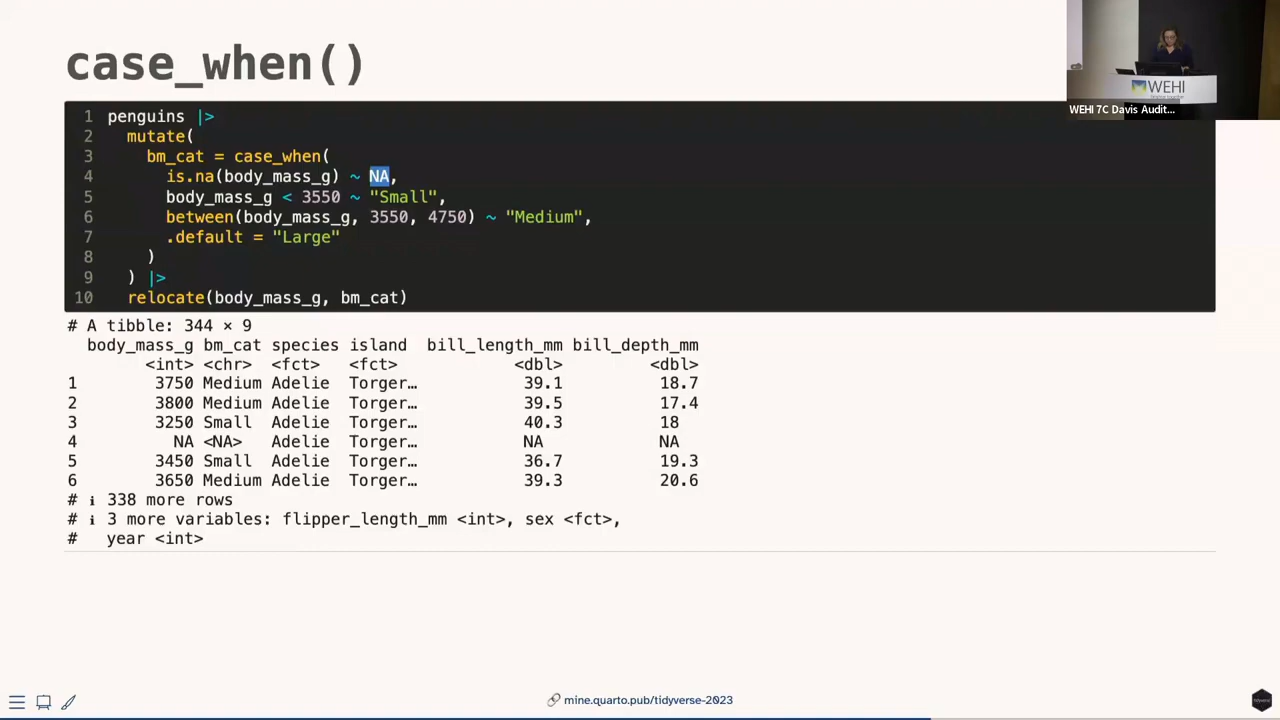 case_when()
WEHI
WEHI 7C Davis Audit...
1 penguins |>
2   mutate(
3     bm_cat = case_when(
4       is.na(body_mass_g) ~ NA,
5       body_mass_g < 3550 ~ "Small",
6       between(body_mass_g, 3550, 4750) ~ "Medium",
7       .default = "Large"
8     )
9   ) |>
10   relocate(body_mass_g, bm_cat)
# A tibble: 344 × 9
body_mass_g bm_cat species island bill_length_mm bill_depth_mm
<int> <chr> <fct> <fct> <dbl> <dbl>
1 3750 Medium Adelie Torger… 39.1 18.7
2 3800 Medium Adelie Torger… 39.5 17.4
3 3250 Small Adelie Torger… 40.3 18
4 NA <NA> Adelie Torger… NA NA
5 3450 Small Adelie Torger… 36.7 19.3
6 3650 Medium Adelie Torger… 39.3 20.6
# ℹ 338 more rows
# ℹ 3 more variables: flipper_length_mm <int>, sex <fct>,
#   year <int>
mine.quarto.pub/tidyverse-2023